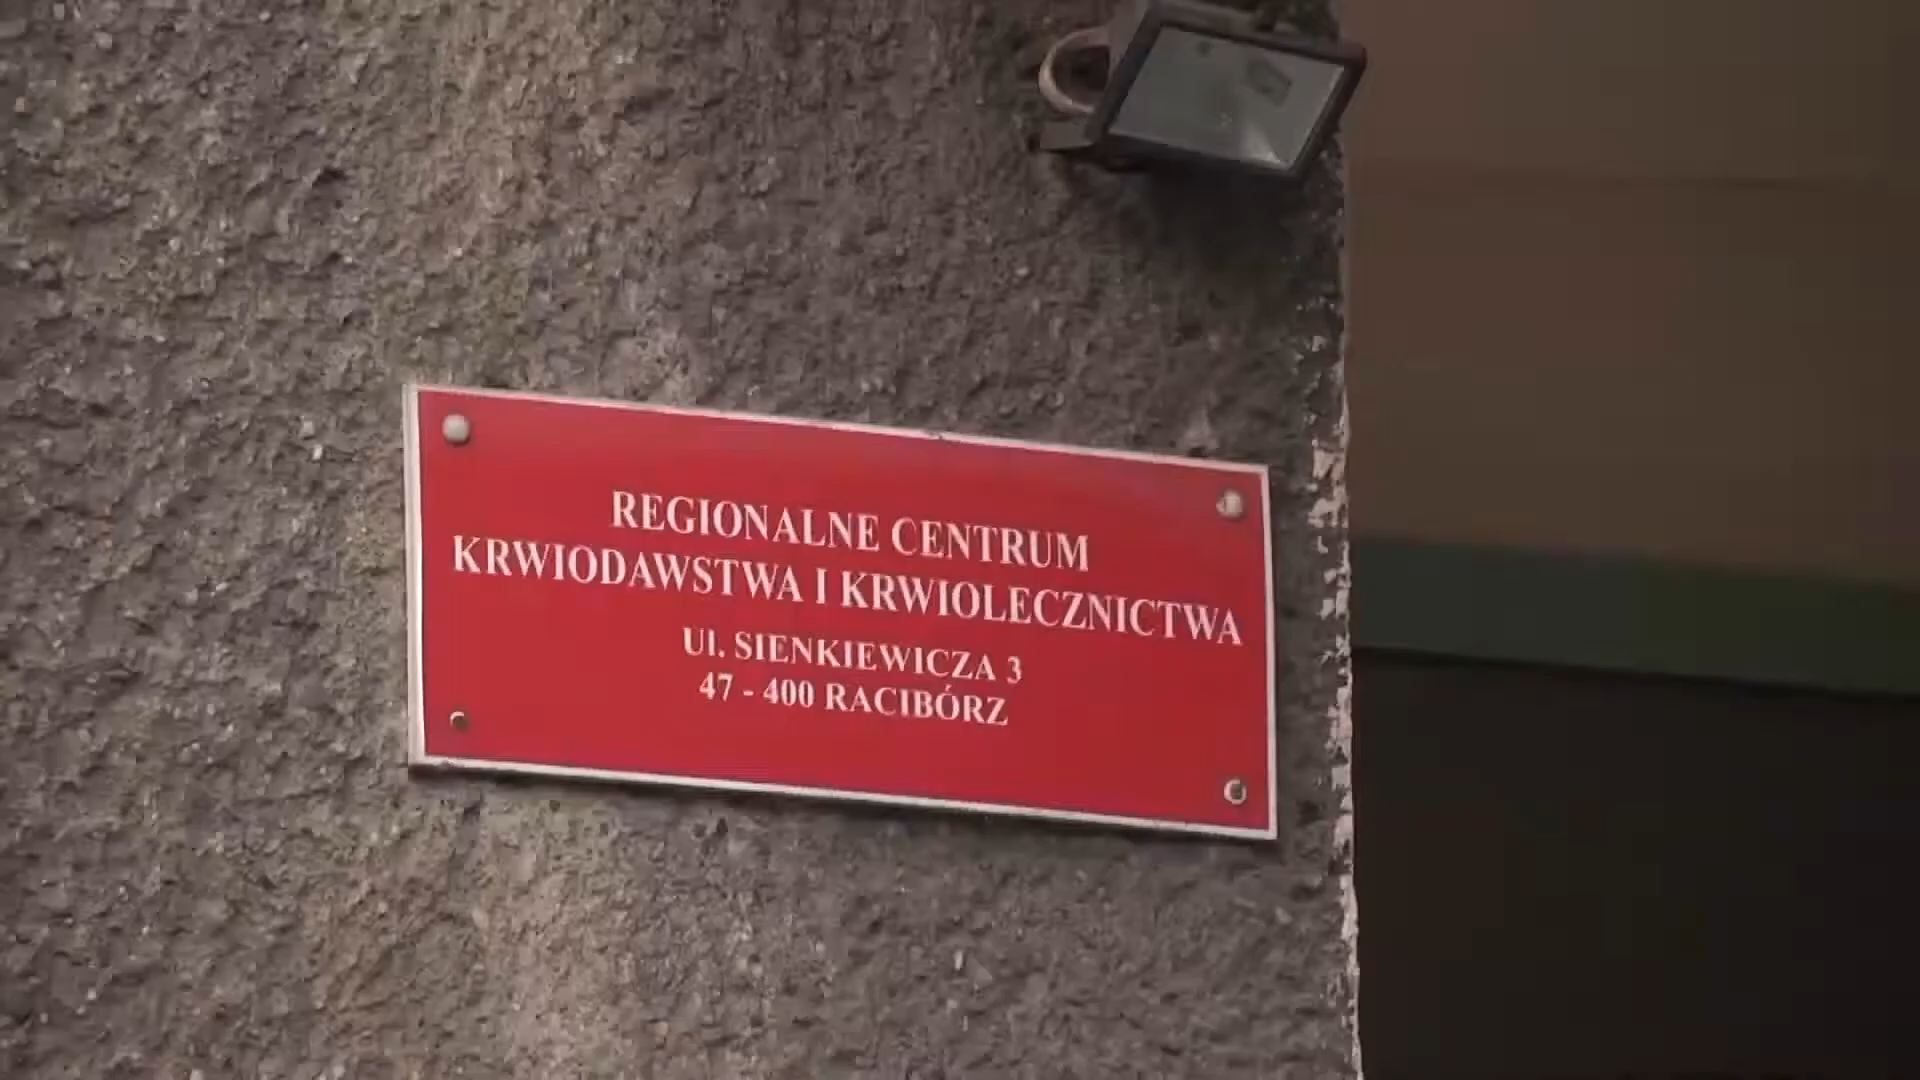 REGIONALNE CENTRUM
KRWIODAWSTWA I KRWIOLECZNICTWA
Ul. SIENKIEWICZA 3
47 - 400 RACIBÓRZ